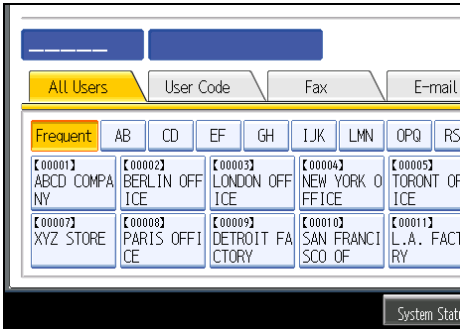 _____
All Users User Code Fax E-mail
Frequent AB CD EF GH IJK LMN OPQ RS
【00001】 【00002】 【00003】 【00004】 【00005】
ABCD COMPA BERLIN OFF LONDON OFF NEW YORK O TORONT OF
NY ICE ICE FFICE ICE
【00007】 【00008】 【00009】 【00010】 【00011】
XYZ STORE PARIS OFFI DETROIT FA SAN FRANCI L.A. FACT
CE CTORY SCO OF RY
System Statu